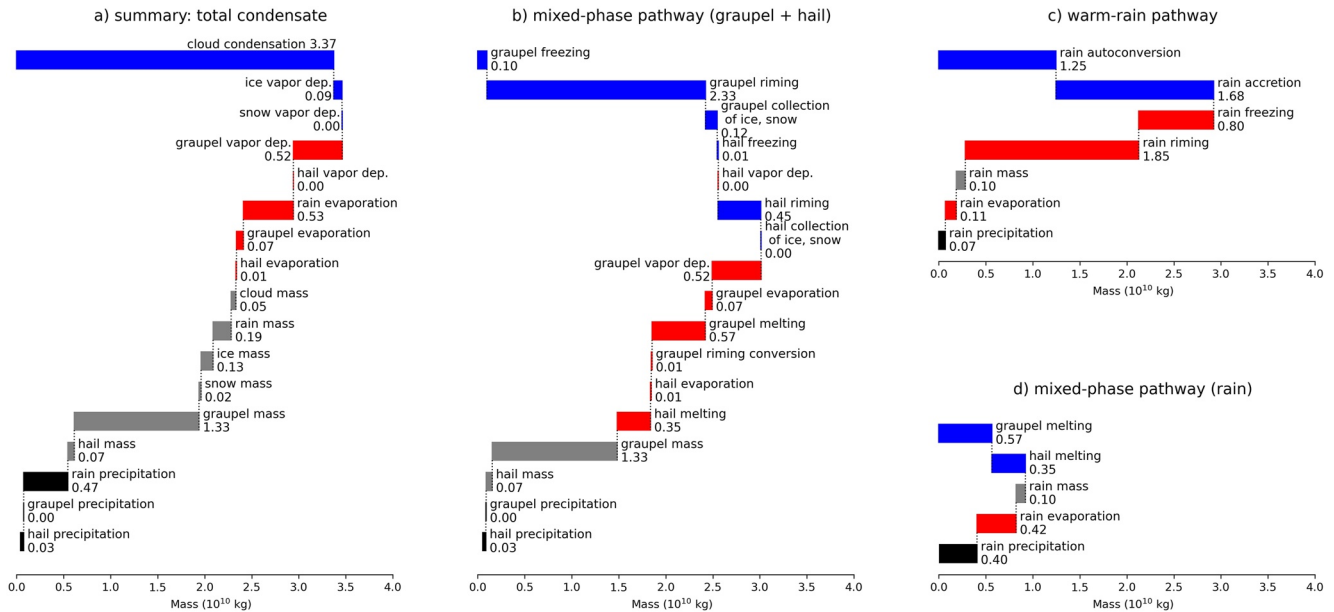 a) summary: total condensate
cloud condensation 3.37
ice vapor dep.
0.09
snow vapor dep.
0.00
graupel vapor dep.
0.52
hail vapor dep.
0.00
rain evaporation
0.53
graupel evaporation
0.07
hail evaporation
0.01
cloud mass
0.05
rain mass
0.19
ice mass
0.13
snow mass
0.02
graupel mass
1.33
hail mass
0.07
rain precipitation
0.47
graupel precipitation
0.00
hail precipitation
0.03
0.0 0.5 1.0 1.5 2.0 2.5 3.0 3.5 4.0
Mass (10¹⁰ kg)
b) mixed-phase pathway (graupel + hail)
graupel freezing
0.10
graupel riming
2.33
graupel collection
of ice, snow
0.12
hail freezing
0.01
hail vapor dep.
0.00
hail riming
0.45
hail collection
of ice, snow
0.00
graupel vapor dep.
0.52
graupel evaporation
0.07
graupel melting
0.57
graupel riming conversion
0.01
hail evaporation
0.01
hail melting
0.35
graupel mass
1.33
hail mass
0.07
graupel precipitation
0.00
hail precipitation
0.03
0.0 0.5 1.0 1.5 2.0 2.5 3.0 3.5 4.0
Mass (10¹⁰ kg)
c) warm-rain pathway
rain autoconversion
1.25
rain accretion
1.68
rain freezing
0.80
rain riming
1.85
rain mass
0.10
rain evaporation
0.11
rain precipitation
0.07
0.0 0.5 1.0 1.5 2.0 2.5 3.0 3.5 4.0
Mass (10¹⁰ kg)
d) mixed-phase pathway (rain)
graupel melting
0.57
hail melting
0.35
rain mass
0.10
rain evaporation
0.42
rain precipitation
0.40
0.0 0.5 1.0 1.5 2.0 2.5 3.0 3.5 4.0
Mass (10¹⁰ kg)